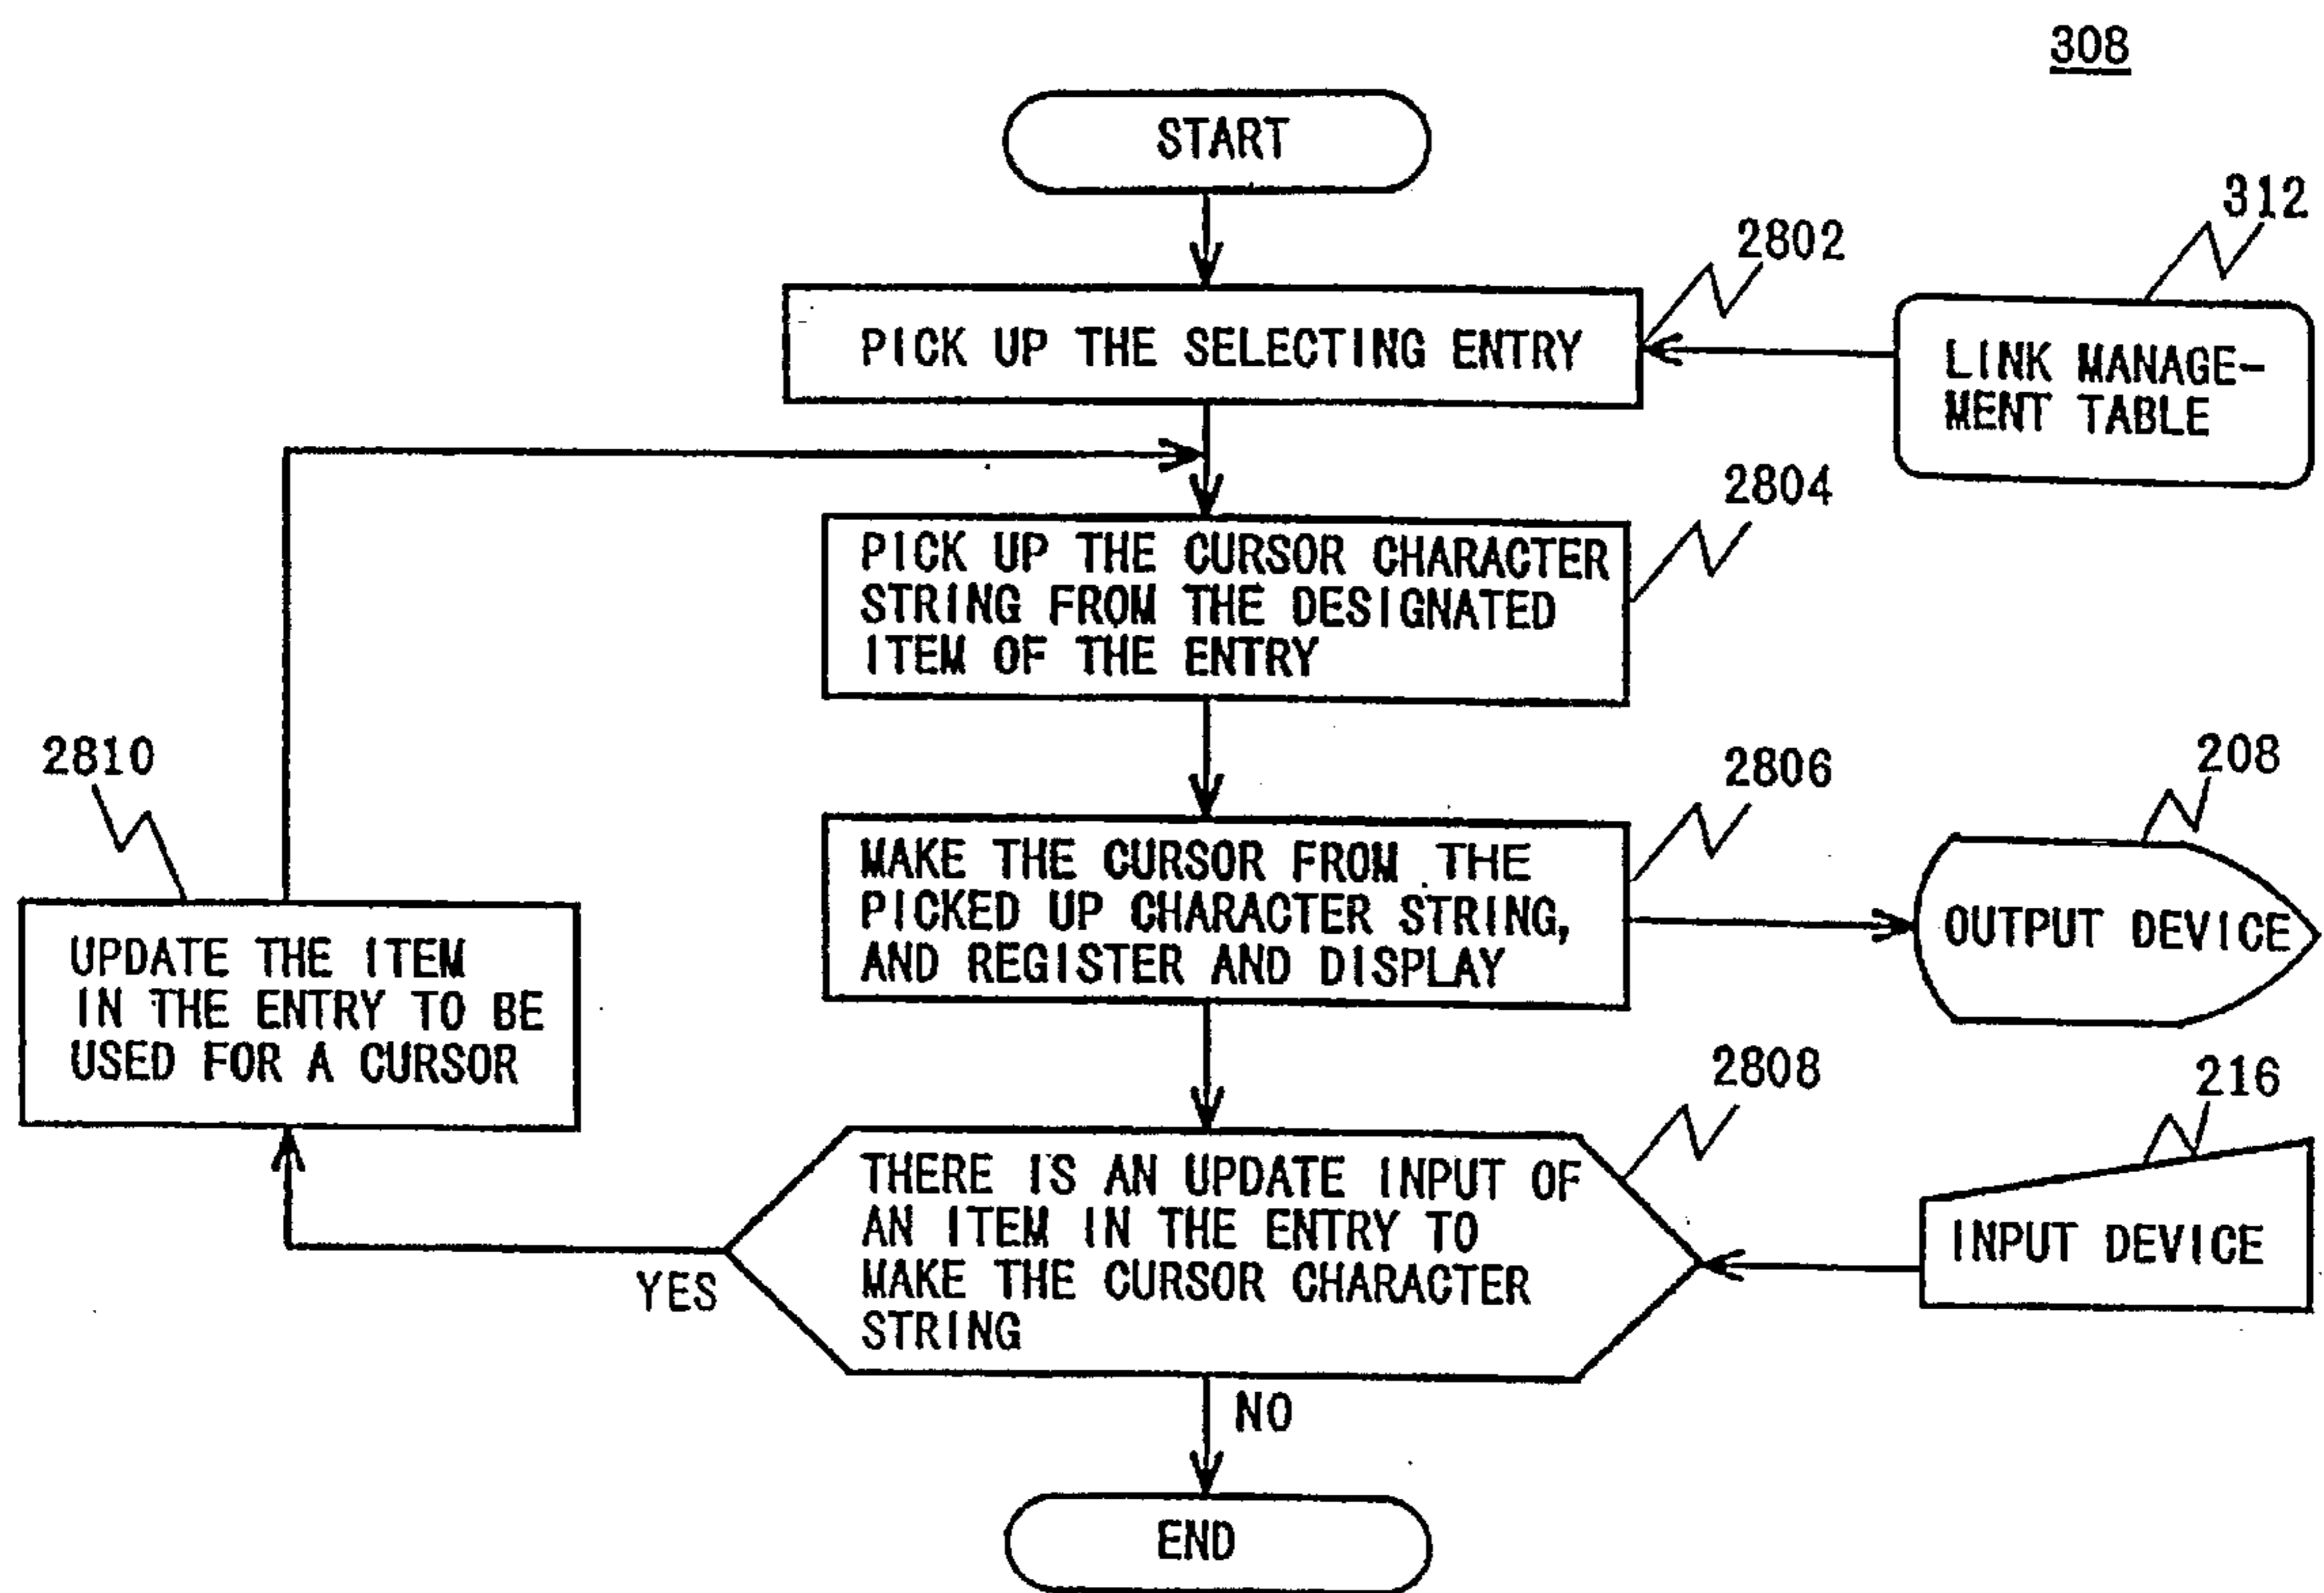 308
START
312
2802
PICK UP THE SELECTING ENTRY
LINK MANAGE-
MENT TABLE
2804
PICK UP THE CURSOR CHARACTER
STRING FROM THE DESIGNATED
ITEM OF THE ENTRY
2810
2806
208
MAKE THE CURSOR FROM THE
PICKED UP CHARACTER STRING,
AND REGISTER AND DISPLAY
OUTPUT DEVICE
UPDATE THE ITEM
IN THE ENTRY TO BE
USED FOR A CURSOR
2808
216
THERE IS AN UPDATE INPUT OF
AN ITEM IN THE ENTRY TO
MAKE THE CURSOR CHARACTER
STRING
INPUT DEVICE
YES
NO
END